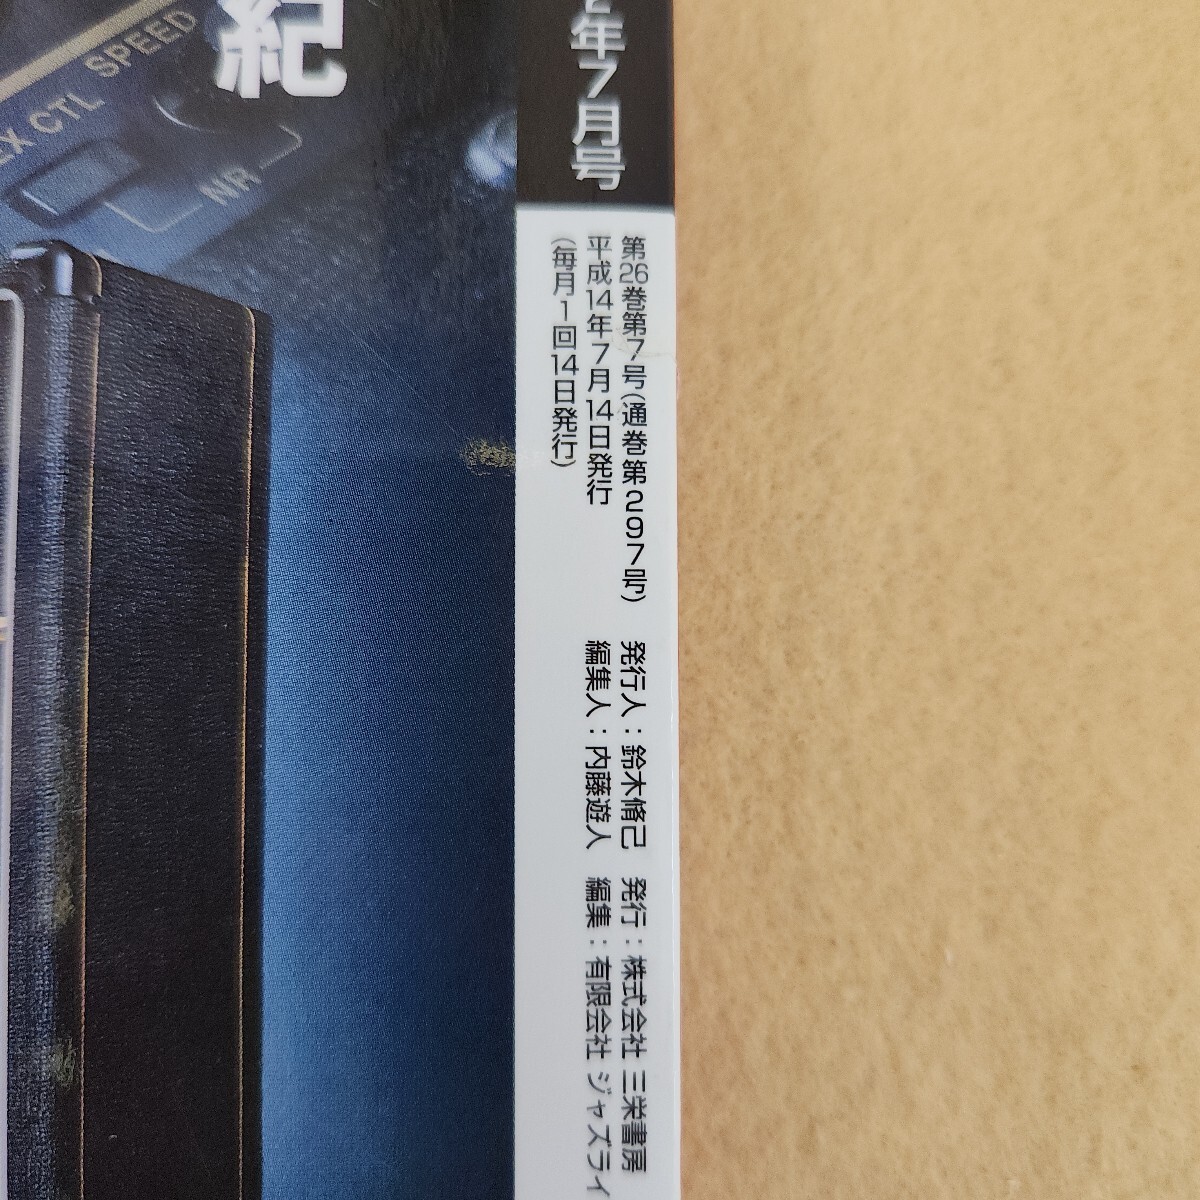 紀
SPEED
EX CTL
NR
年7月号
第26巻第7号(通巻第297号)
平成14年7月14日発行
(毎月1回14日発行)
発行人：鈴木脩己
編集人：内藤遊人
発行：株式会社 三栄書房
編集：有限会社 ジャズライ